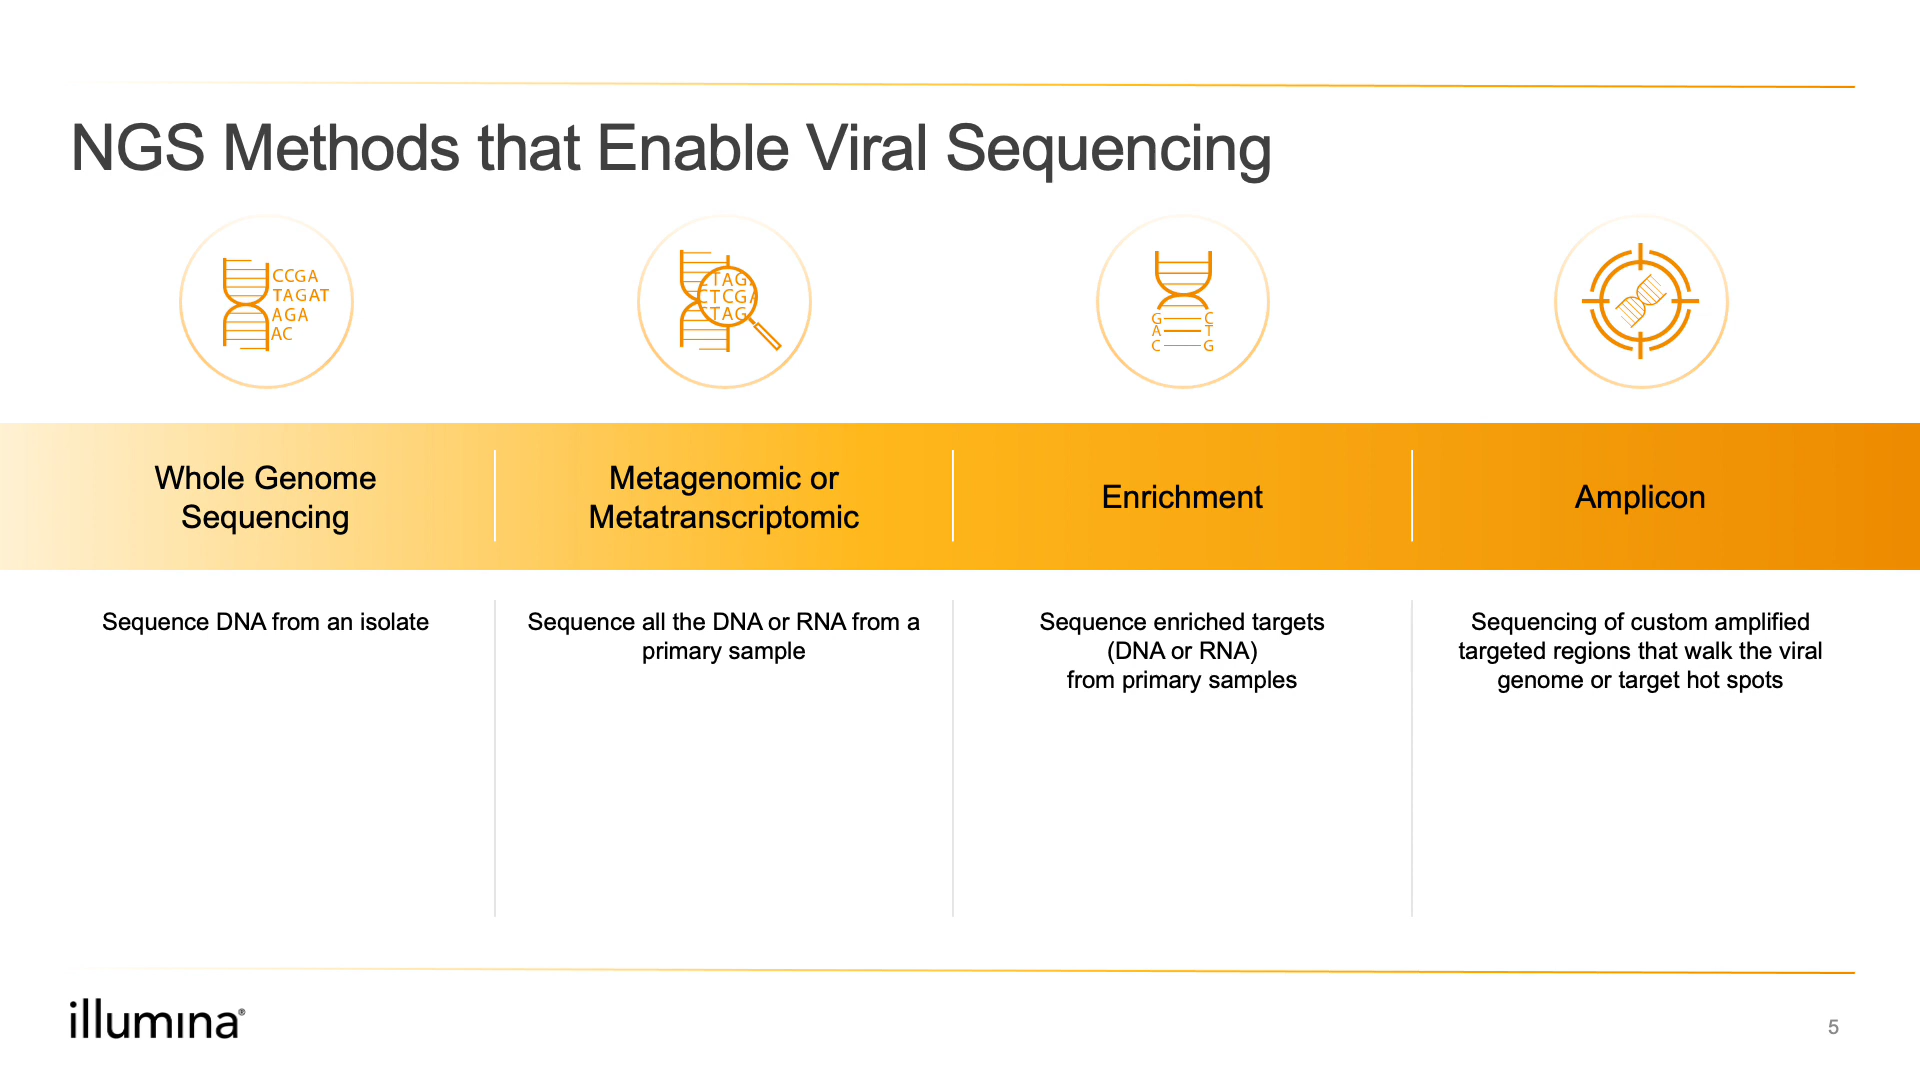 NGS Methods that Enable Viral Sequencing
CCGA
TAGAT
AGA
AC
CTAGA
CTCGA
CTAG
G C
A T
C G
Whole Genome
Sequencing
Metagenomic or
Metatranscriptomic
Enrichment
Amplicon
Sequence DNA from an isolate
Sequence all the DNA or RNA from a
primary sample
Sequence enriched targets
(DNA or RNA)
from primary samples
Sequencing of custom amplified
targeted regions that walk the viral
genome or target hot spots
illumina®
5